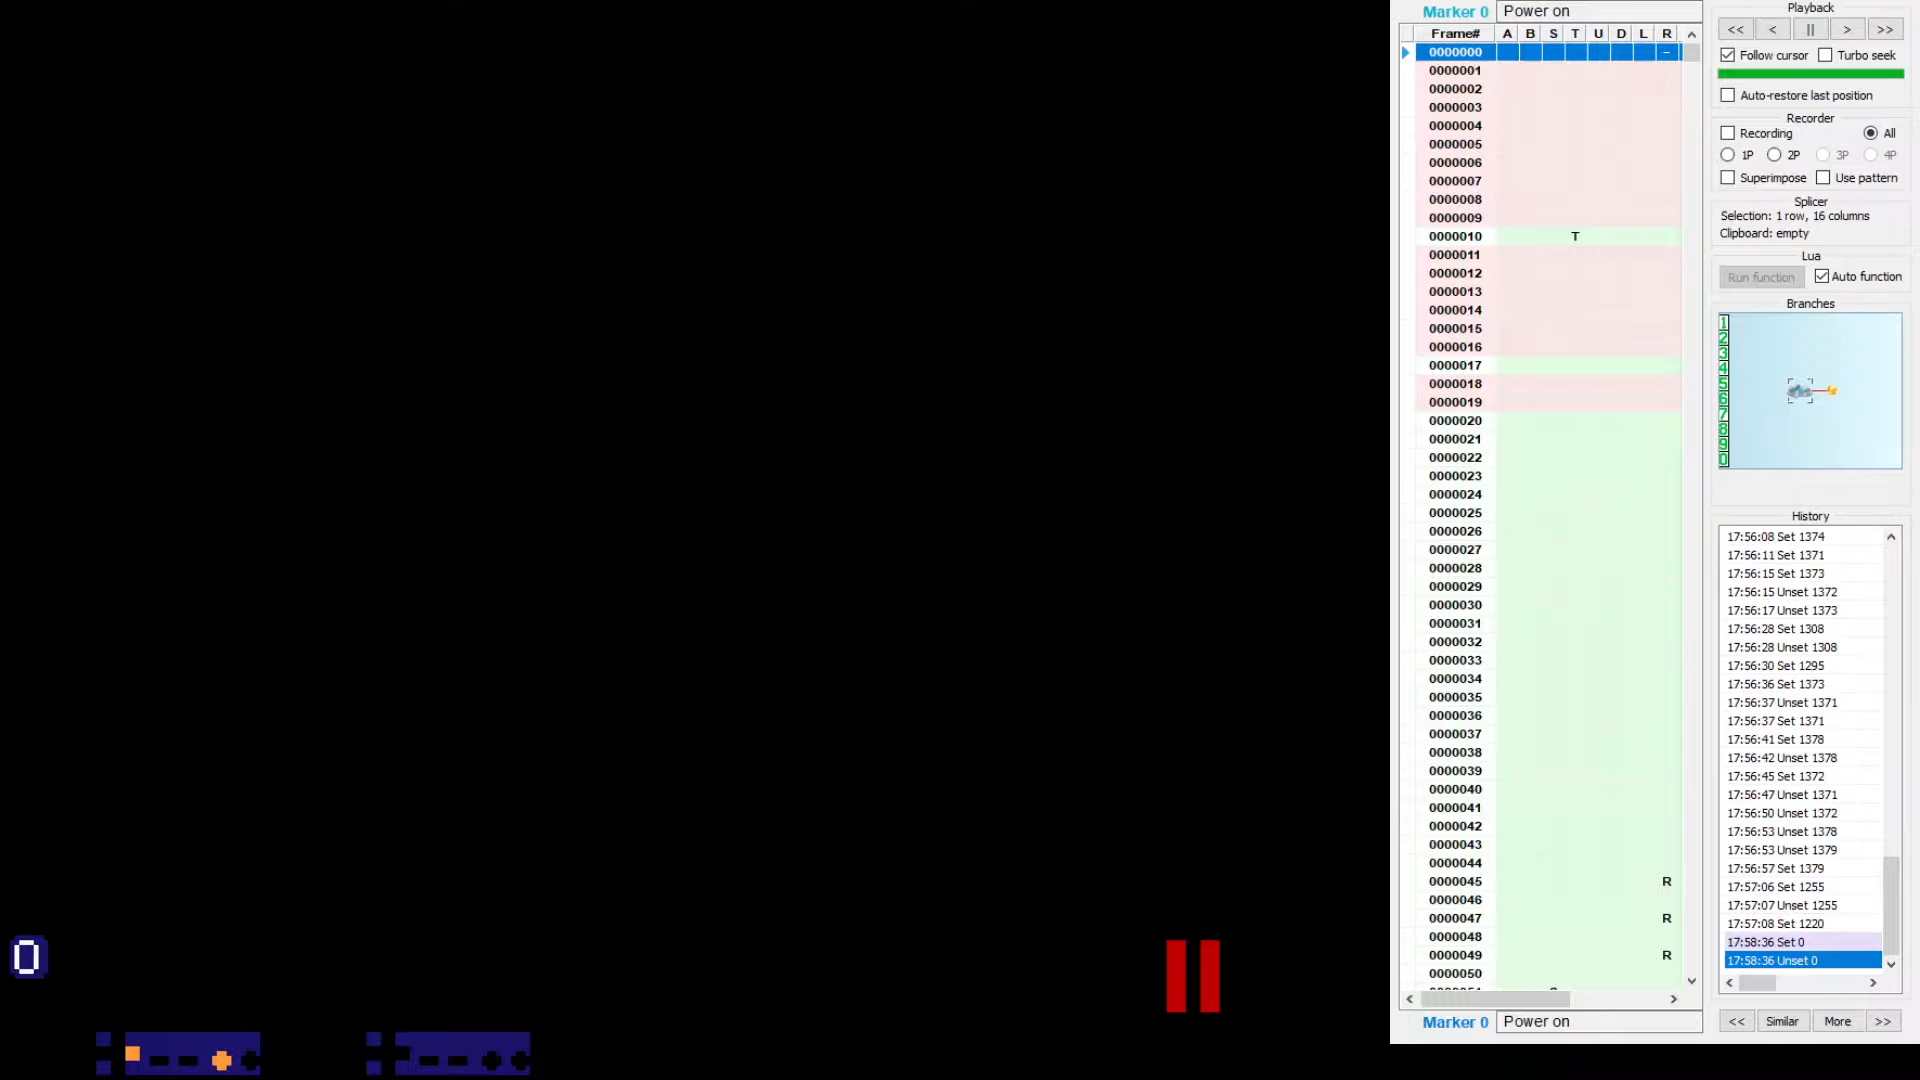 Marker 0 Power on
Frame# A B S T U D L R
0000000 –
0000001
0000002
0000003
0000004
0000005
0000006
0000007
0000008
0000009
0000010 T
0000011
0000012
0000013
0000014
0000015
0000016
0000017
0000018
0000019
0000020
0000021
0000022
0000023
0000024
0000025
0000026
0000027
0000028
0000029
0000030
0000031
0000032
0000033
0000034
0000035
0000036
0000037
0000038
0000039
0000040
0000041
0000042
0000043
0000044
0000045 R
0000046
0000047 R
0000048
0000049 R
0000050
Marker 0 Power on
Playback
<< < || > >>
Follow cursor Turbo seek
Auto-restore last position
Recorder
Recording All
1P 2P 3P 4P
Superimpose Use pattern
Splicer
Selection: 1 row, 16 columns
Clipboard: empty
Lua
Run function Auto function
Branches
1
2
3
4
5
6
7
8
9
0
History
17:56:08 Set 1374
17:56:11 Set 1371
17:56:15 Set 1373
17:56:15 Unset 1372
17:56:17 Unset 1373
17:56:28 Set 1308
17:56:28 Unset 1308
17:56:30 Set 1295
17:56:36 Set 1373
17:56:37 Unset 1371
17:56:37 Set 1371
17:56:41 Set 1378
17:56:42 Unset 1378
17:56:45 Set 1372
17:56:47 Unset 1371
17:56:50 Unset 1372
17:56:53 Unset 1378
17:56:53 Unset 1379
17:56:57 Set 1379
17:57:06 Set 1255
17:57:07 Unset 1255
17:57:08 Set 1220
17:58:36 Set 0
17:58:36 Unset 0
<< Similar More >>
0